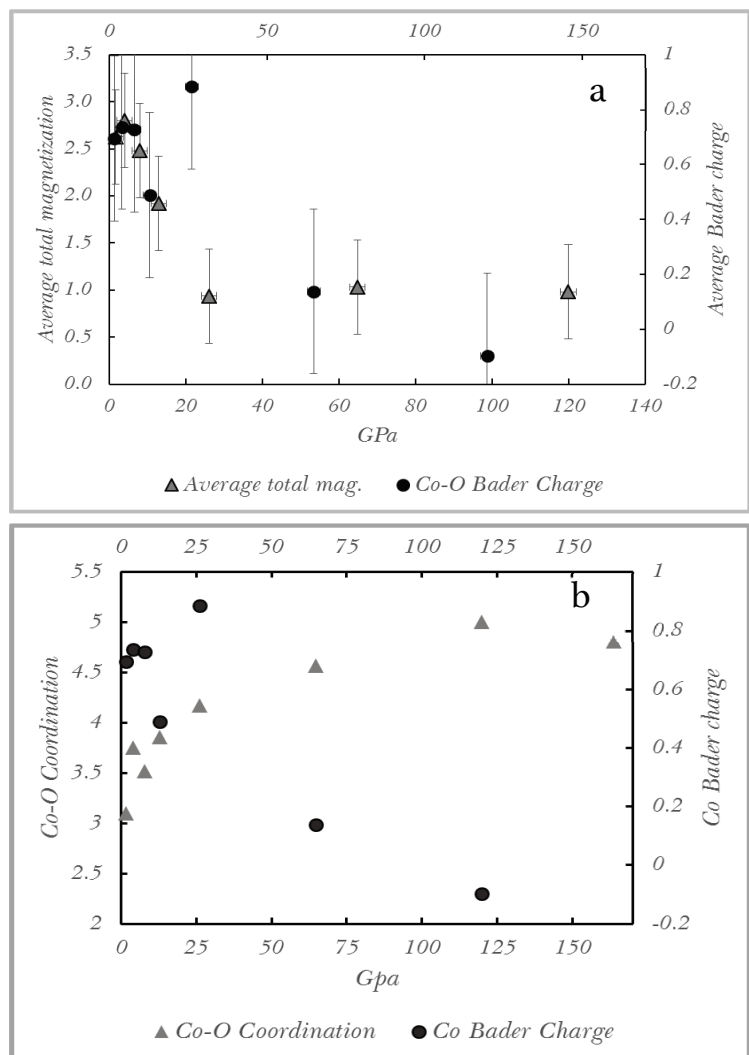 0 50 100 150
3.5
3.0
2.5
2.0
1.5
1.0
0.5
0.0
Average total magnetization
a
1
0.8
0.6
0.4
0.2
0
-0.2
Average Bader charge
0 20 40 60 80 100 120 140
GPa
Average total mag. Co-O Bader Charge
0 25 50 75 100 125 150
5.5
5
4.5
4
3.5
3
2.5
2
Co-O Coordination
b
1
0.8
0.6
0.4
0.2
0
-0.2
Co Bader charge
0 25 50 75 100 125 150
Gpa
Co-O Coordination Co Bader Charge